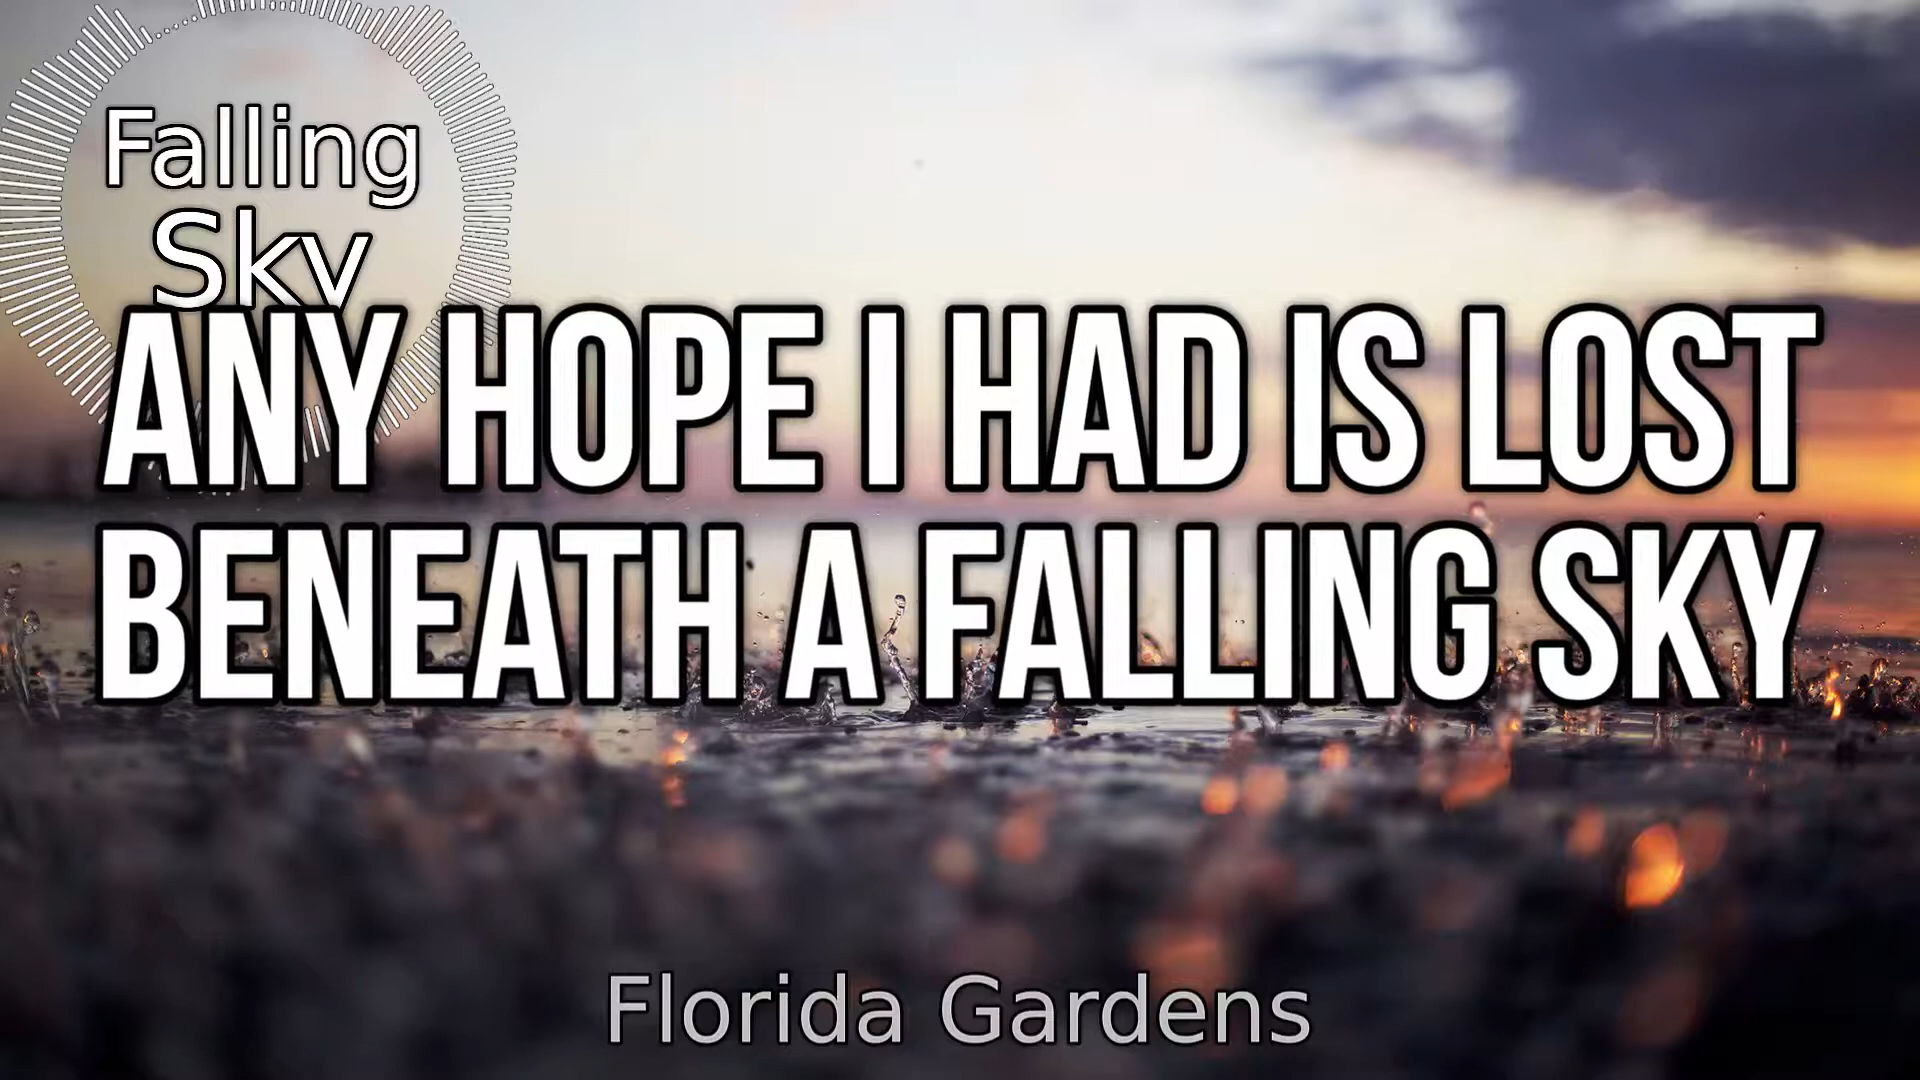 Falling
Sky
ANY HOPE I HAD IS LOST
BENEATH A FALLING SKY
Florida Gardens